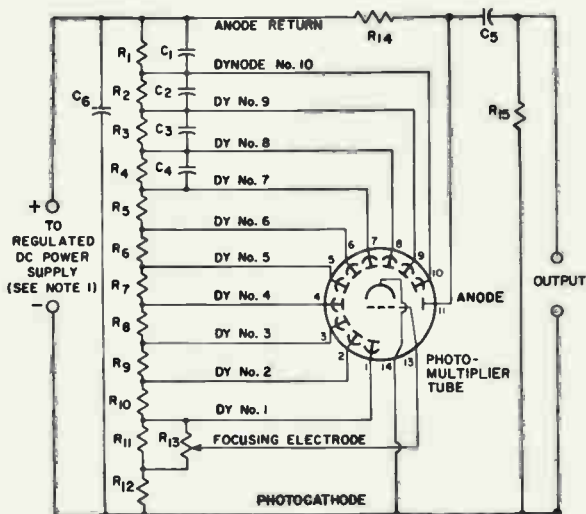 ANODE RETURN
R14
C5
R1
C1
DYNODE No. 10
C6
R2
C2
DY No. 9
R15
R3
C3
DY No. 8
R4
C4
DY No. 7
R5
+
TO
REGULATED
DC POWER
SUPPLY
(SEE NOTE 1)
-
DY No. 6
R6
DY No. 5
R7
DY No. 4
R8
DY No. 3
R9
DY No. 2
R10
DY No. 1
R11
R13
FOCUSING ELECTRODE
R12
PHOTOCATHODE
1
2
3
4
5
6
7
8
9
10
11
13
14
ANODE
PHOTO-
MULTIPLIER
TUBE
OUTPUT